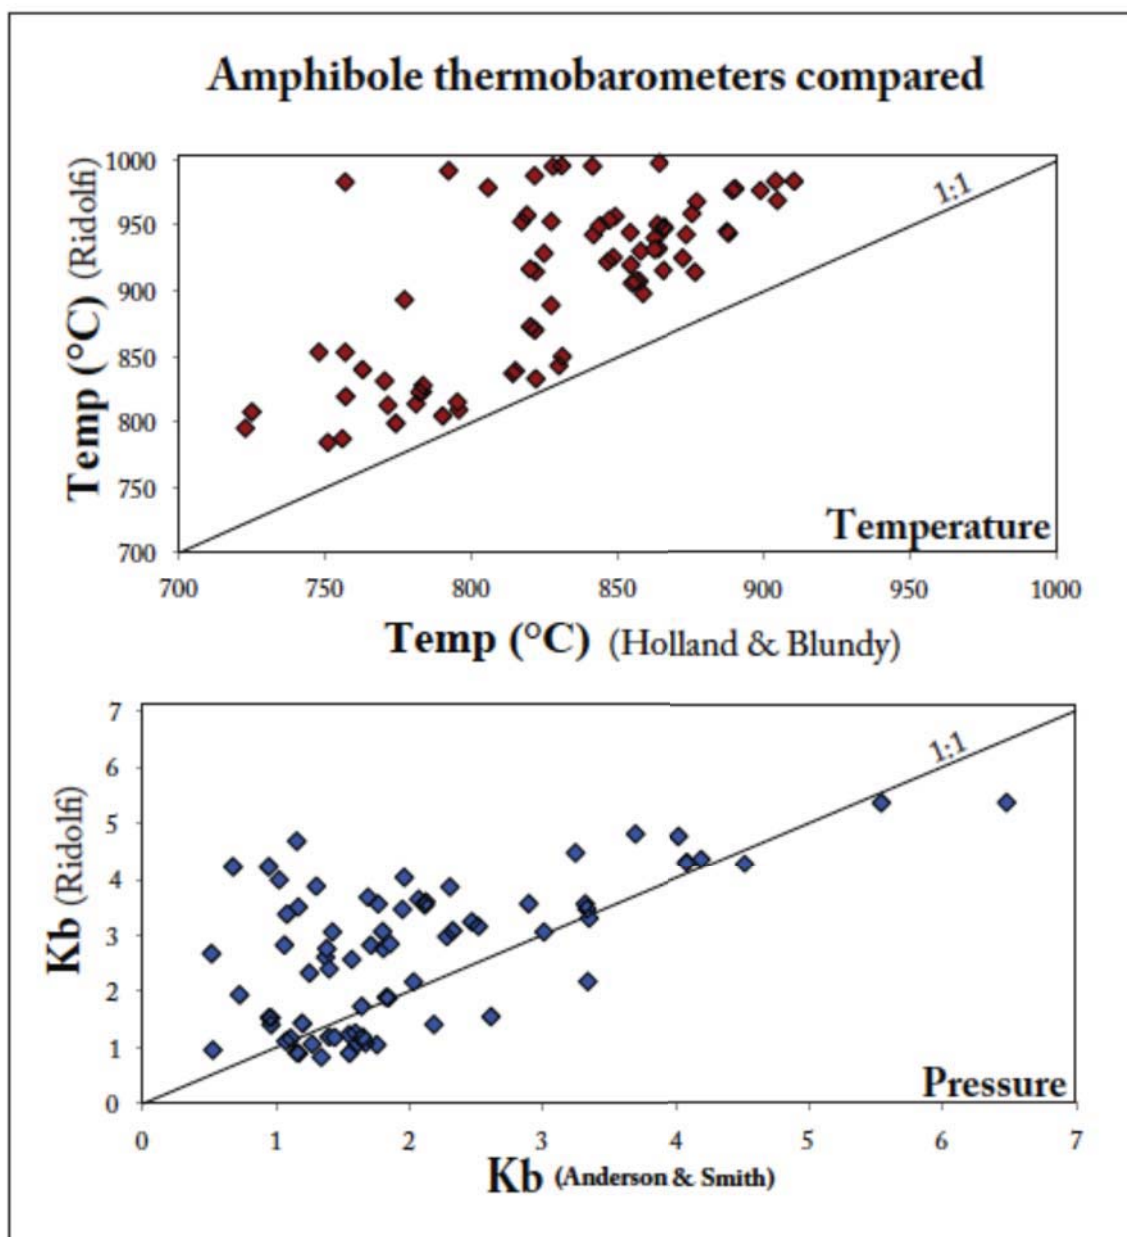 Amphibole thermobarometers compared
Temp (°C) (Ridolfi)
1000
950
900
850
800
750
700
1:1
Temperature
700 750 800 850 900 950 1000
Temp (°C) (Holland & Blundy)
Kb (Ridolfi)
7
6
5
4
3
2
1
0
1:1
Pressure
0 1 2 3 4 5 6 7
Kb (Anderson & Smith)